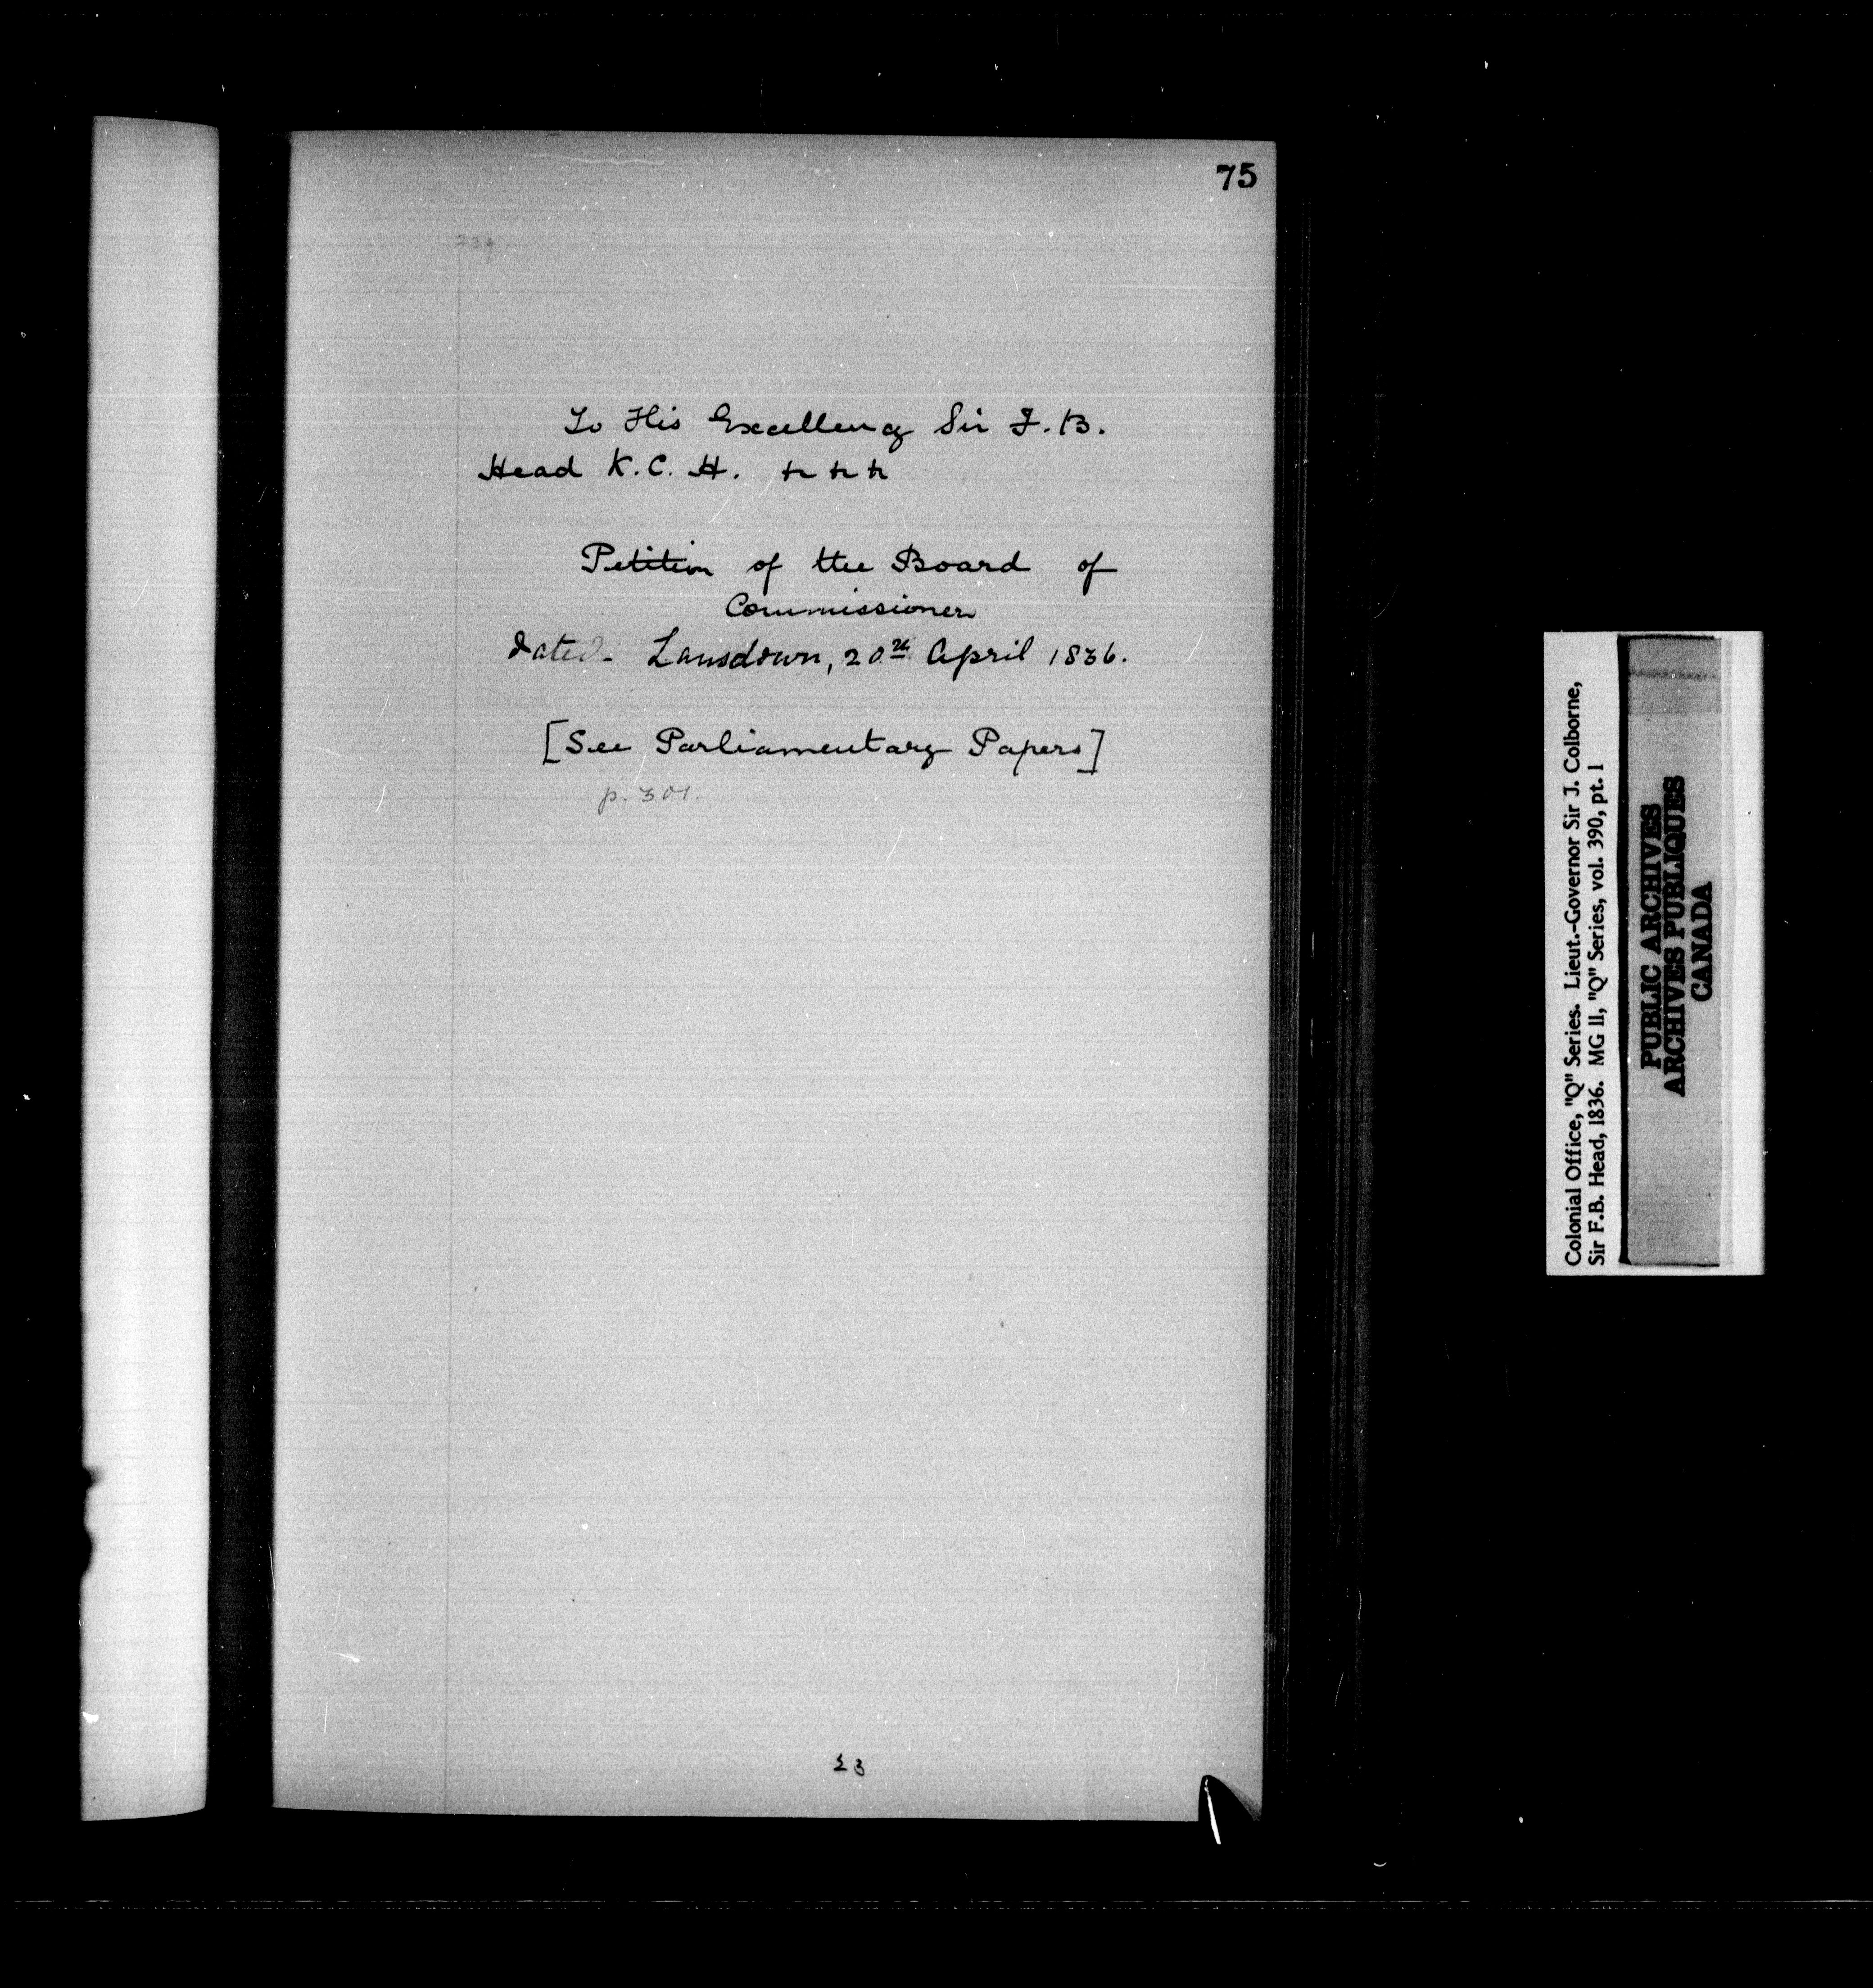 75
To His Excellency Sir F. B.
Head K. C. H. &c &c &c
Petition of the Board of
Commissioners
dated Lansdown, 20th April 1836.
[See Parliamentary Papers]
p. 301.
23
Colonial Office, "Q" Series. Lieut.-Governor Sir J. Colborne,
Sir F.B. Head, 1836. MG 11, "Q" Series, vol. 390, pt. 1
PUBLIC ARCHIVES
ARCHIVES PUBLIQUES
CANADA